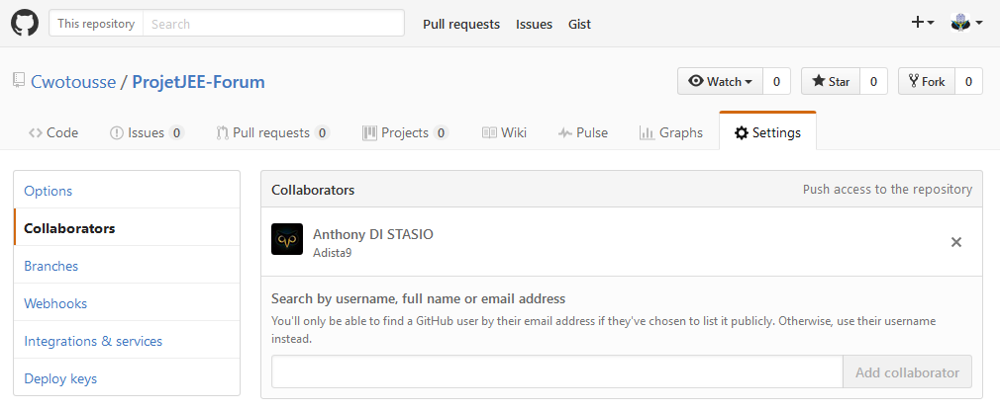 This repository Search Pull requests Issues Gist
Cwotousse / ProjetJEE-Forum Watch 0 Star 0 Fork 0
Code Issues 0 Pull requests 0 Projects 0 Wiki Pulse Graphs Settings
Options
Collaborators
Branches
Webhooks
Integrations & services
Deploy keys
Collaborators Push access to the repository
Anthony DI STASIO
Adista9
Search by username, full name or email address
You'll only be able to find a GitHub user by their email address if they've chosen to list it publicly. Otherwise, use their username
instead.
Add collaborator